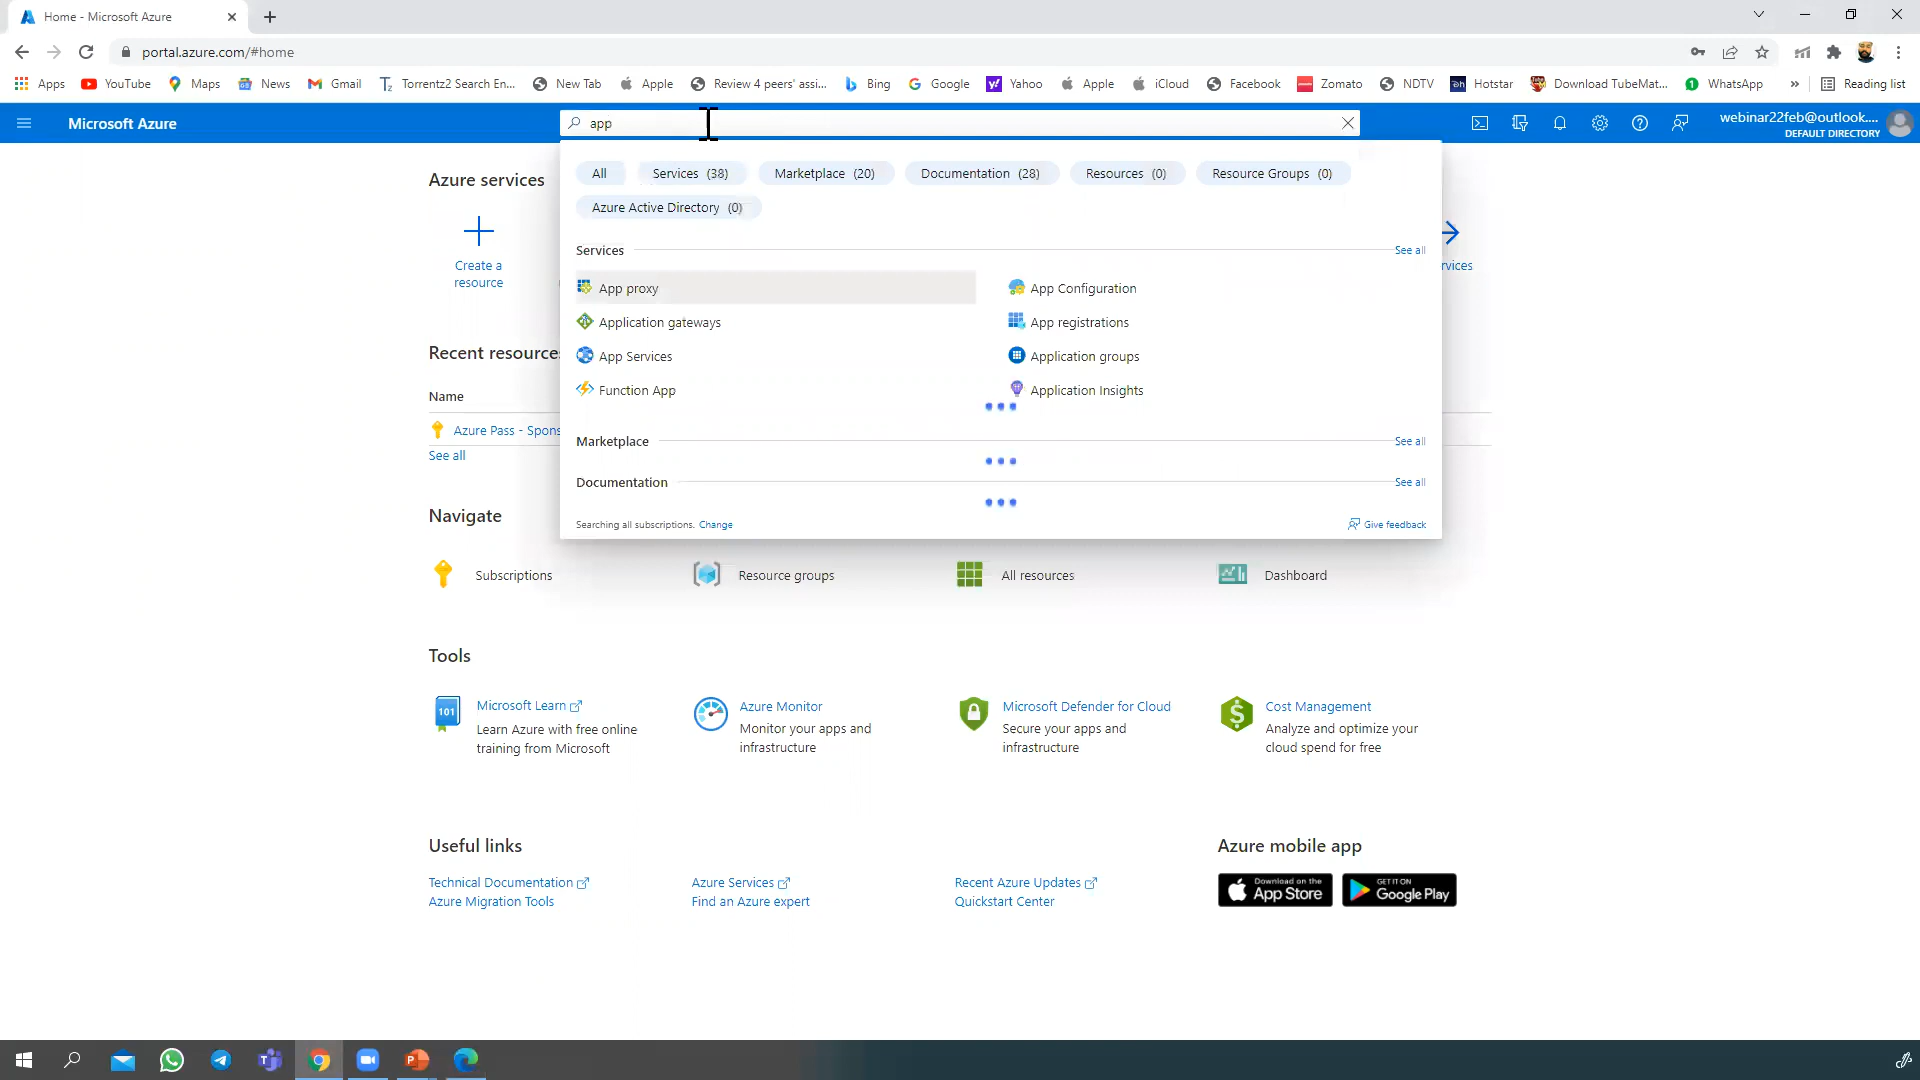 Home - Microsoft Azure
portal.azure.com/#home
Apps
YouTube
Maps
News
Gmail
Torrentz2 Search En...
New Tab
Apple
Review 4 peers' assi...
Bing
Google
Yahoo
Apple
iCloud
Facebook
Zomato
NDTV
Hotstar
Download TubeMat...
WhatsApp
»
Reading list
Microsoft Azure
app
webinar22feb@outlook....
DEFAULT DIRECTORY
All
Services (38)
Marketplace (20)
Documentation (28)
Resources (0)
Resource Groups (0)
Azure Active Directory (0)
Services
See all
App proxy
App Configuration
Application gateways
App registrations
App Services
Application groups
Function App
Application Insights
Marketplace
See all
Documentation
See all
Searching all subscriptions. Change
Give feedback
Azure services
Create a
resource
rvices
Recent resources
Name
Azure Pass - Spons
See all
Navigate
Subscriptions
Resource groups
All resources
Dashboard
Tools
101
Microsoft Learn
Learn Azure with free online
training from Microsoft
Azure Monitor
Monitor your apps and
infrastructure
Microsoft Defender for Cloud
Secure your apps and
infrastructure
Cost Management
Analyze and optimize your
cloud spend for free
Useful links
Technical Documentation
Azure Migration Tools
Azure Services
Find an Azure expert
Recent Azure Updates
Quickstart Center
Azure mobile app
Download on the
App Store
GET IT ON
Google Play